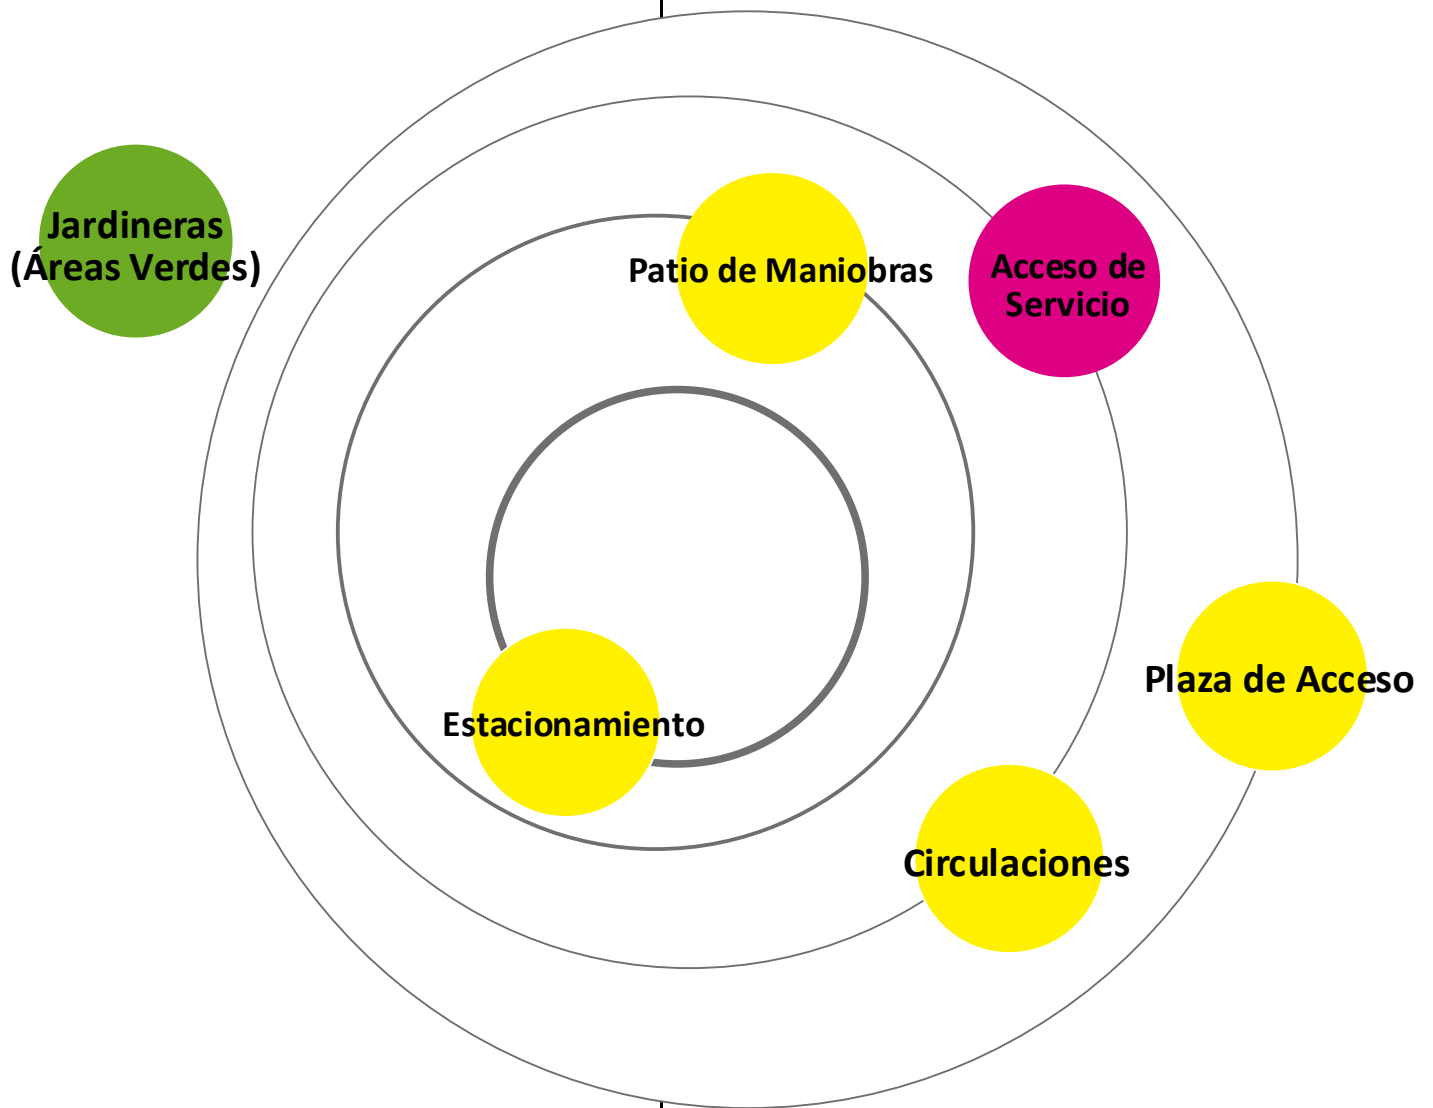 Jardineras
(Áreas Verdes)
Patio de Maniobras
Acceso de
Servicio
Plaza de Acceso
Estacionamiento
Circulaciones